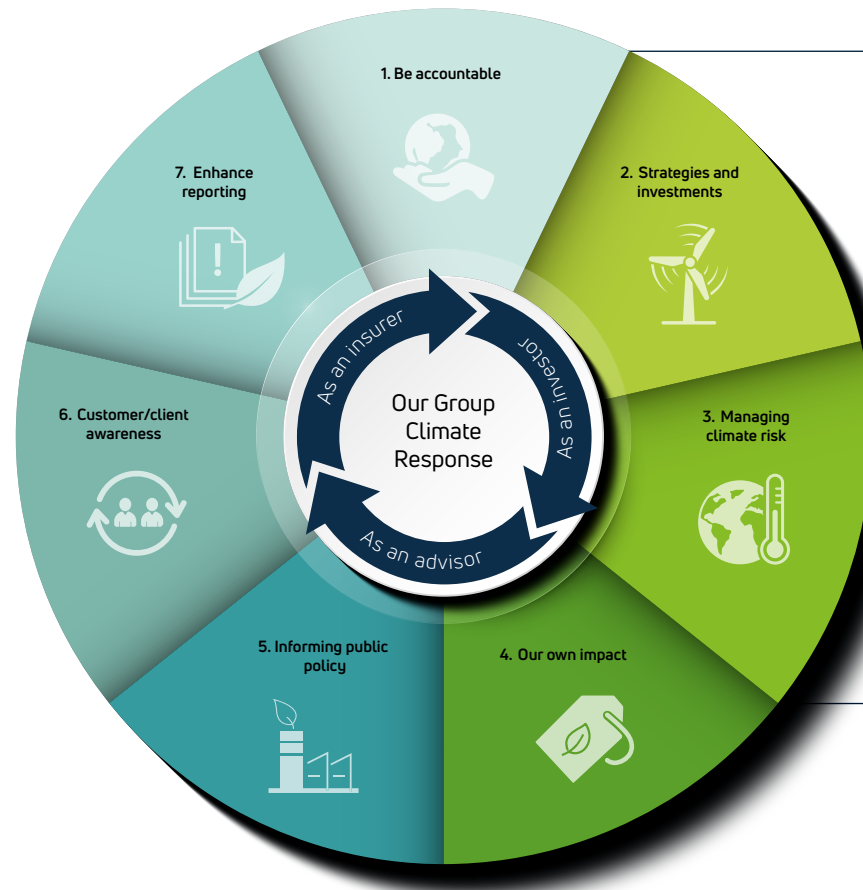 1. Be accountable
2. Strategies and
investments
3. Managing
climate risk
4. Our own impact
5. Informing public
policy
6. Customer/client
awareness
7. Enhance
reporting
Our Group
Climate
Response
As an insurer
As an investor
As an advisor